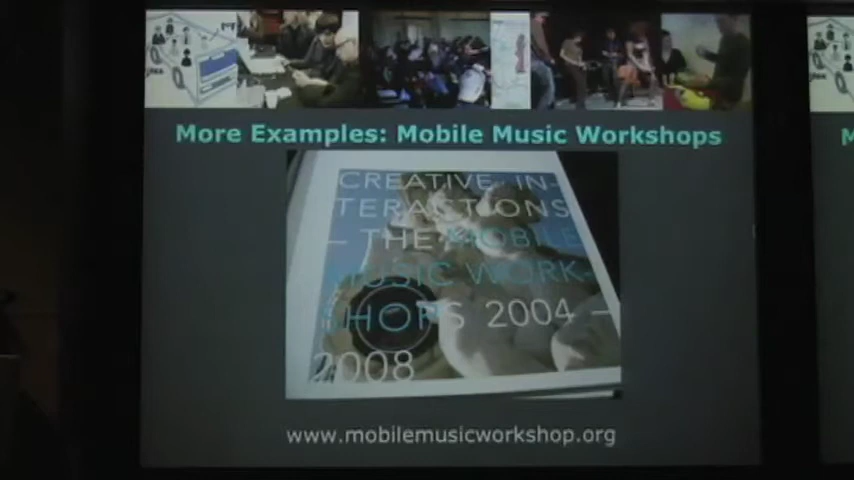 More Examples: Mobile Music Workshops
CREATIVE IN-
TERACTIONS
– THE MOBILE
MUSIC WORK-
SHOPS 2004 –
2008
www.mobilemusicworkshop.org
M